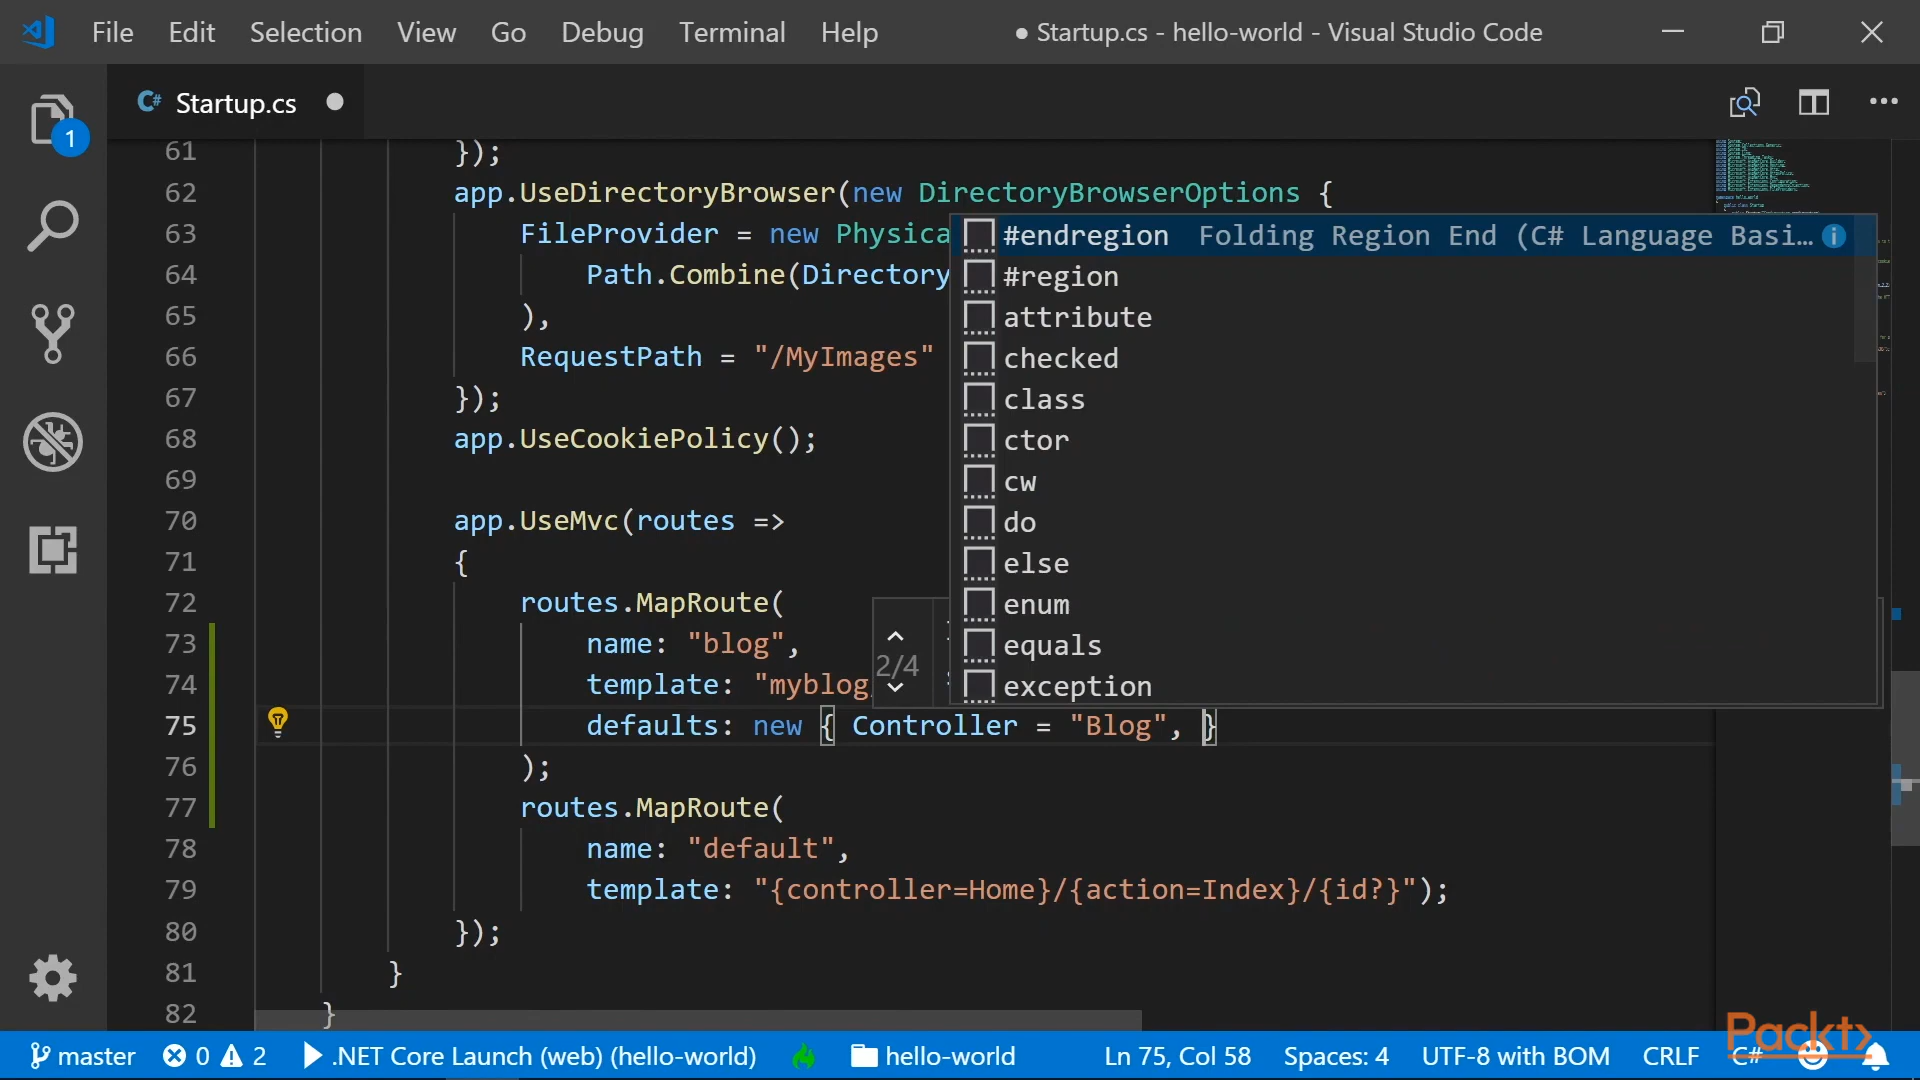 File Edit Selection View Go Debug Terminal Help ● Startup.cs - hello-world - Visual Studio Code
1
C# Startup.cs
61 });
62 app.UseDirectoryBrowser(new DirectoryBrowserOptions {
63 FileProvider = new Physica
64 Path.Combine(Directory
65 ),
66 RequestPath = "/MyImages"
67 });
68 app.UseCookiePolicy();
69
70 app.UseMvc(routes =>
71 {
72 routes.MapRoute(
73 name: "blog",
74 template: "myblog
75 defaults: new { Controller = "Blog", }
76 );
77 routes.MapRoute(
78 name: "default",
79 template: "{controller=Home}/{action=Index}/{id?}");
80 });
81 }
82 }
#endregion Folding Region End (C# Language Basi...
#region
attribute
checked
class
ctor
cw
do
else
enum
equals
exception
2/4
master 0 2 .NET Core Launch (web) (hello-world) hello-world Ln 75, Col 58 Spaces: 4 UTF-8 with BOM CRLF C#
Packt>